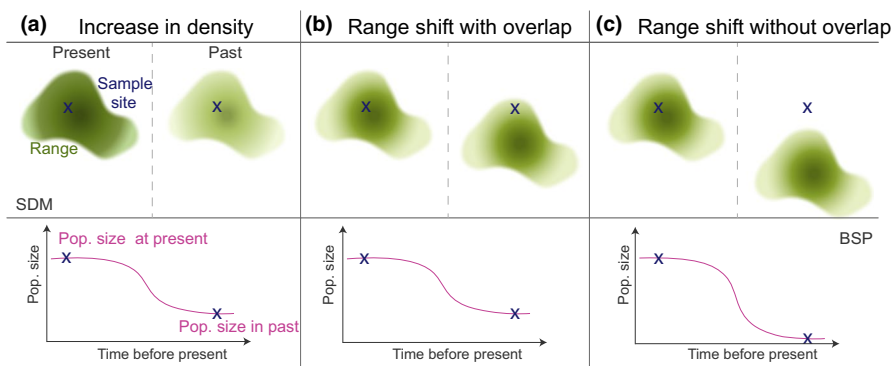 (a) Increase in density
Present
Past
Sample
site
x
x
Range
SDM
Pop. size
Pop. size at present
x
x
Pop. size in past
Time before present
(b) Range shift with overlap
x
x
Pop. size
x
x
Time before present
(c) Range shift without overlap
x
x
BSP
Pop. size
x
x
Time before present